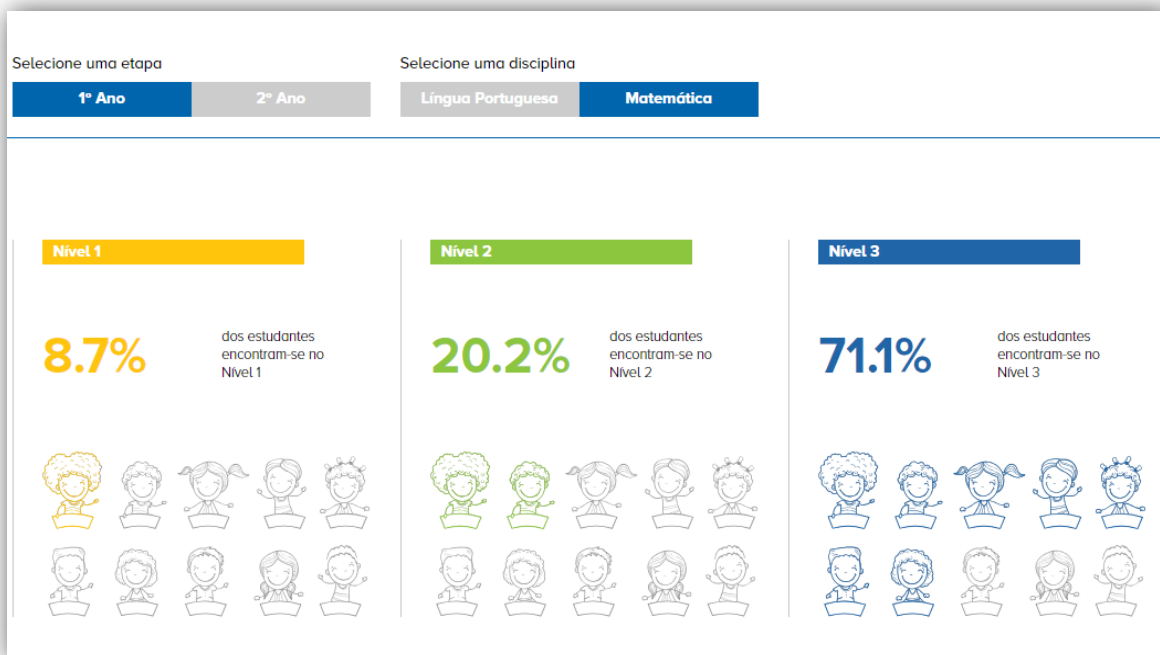 Selecione uma etapa
1º Ano
2º Ano
Selecione uma disciplina
Língua Portuguesa
Matemática
Nível 1
8.7%
dos estudantes
encontram-se no
Nível 1
Nível 2
20.2%
dos estudantes
encontram-se no
Nível 2
Nível 3
71.1%
dos estudantes
encontram-se no
Nível 3